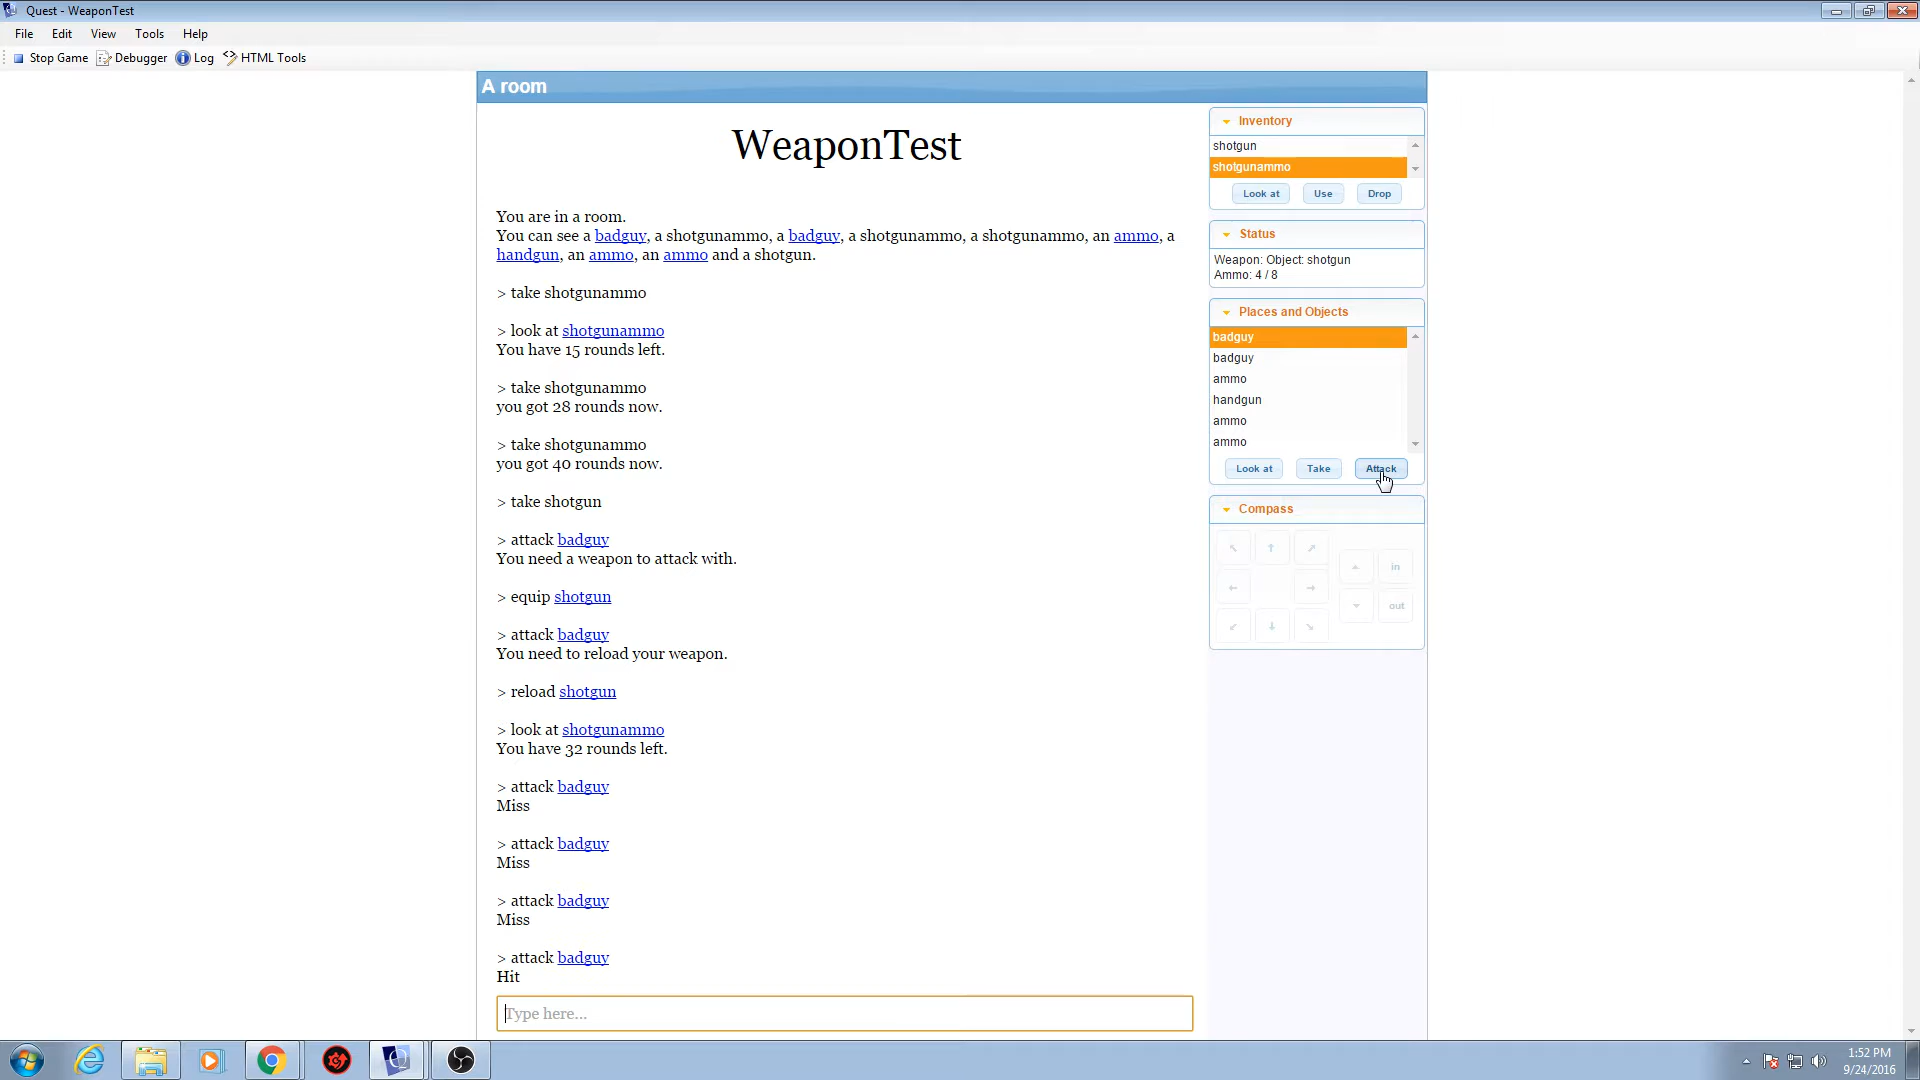 Quest - WeaponTest
File Edit View Tools Help
Stop Game Debugger Log HTML Tools
A room
WeaponTest
You are in a room.
You can see a badguy, a shotgunammo, a badguy, a shotgunammo, a shotgunammo, an ammo, a
handgun, an ammo, an ammo and a shotgun.
> take shotgunammo
> look at shotgunammo
You have 15 rounds left.
> take shotgunammo
you got 28 rounds now.
> take shotgunammo
you got 40 rounds now.
> take shotgun
> attack badguy
You need a weapon to attack with.
> equip shotgun
> attack badguy
You need to reload your weapon.
> reload shotgun
> look at shotgunammo
You have 32 rounds left.
> attack badguy
Miss
> attack badguy
Miss
> attack badguy
Miss
> attack badguy
Hit
Type here...
Inventory
shotgun
shotgunammo
Look at Use Drop
Status
Weapon: Object: shotgun
Ammo: 4 / 8
Places and Objects
badguy
badguy
ammo
handgun
ammo
ammo
Look at Take Attack
Compass
in
out
1:52 PM
9/24/2016